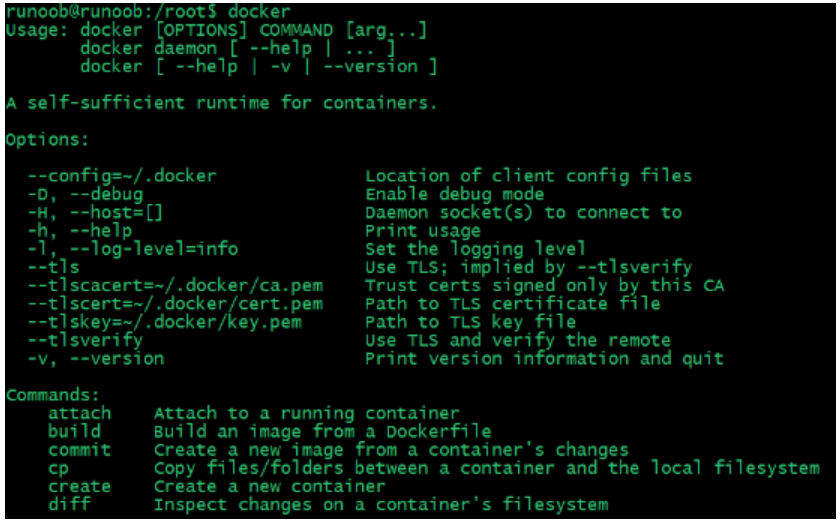 runoob@runoob:/root$ docker
Usage: docker [OPTIONS] COMMAND [arg...]
       docker daemon [ --help | ... ]
       docker [ --help | -v | --version ]

A self-sufficient runtime for containers.

Options:

  --config=~/.docker              Location of client config files
  -D, --debug                     Enable debug mode
  -H, --host=[]                   Daemon socket(s) to connect to
  -h, --help                      Print usage
  -l, --log-level=info            Set the logging level
  --tls                           Use TLS; implied by --tlsverify
  --tlscacert=~/.docker/ca.pem    Trust certs signed only by this CA
  --tlscert=~/.docker/cert.pem    Path to TLS certificate file
  --tlskey=~/.docker/key.pem      Path to TLS key file
  --tlsverify                     Use TLS and verify the remote
  -v, --version                   Print version information and quit

Commands:
    attach    Attach to a running container
    build     Build an image from a Dockerfile
    commit    Create a new image from a container's changes
    cp        Copy files/folders between a container and the local filesystem
    create    Create a new container
    diff      Inspect changes on a container's filesystem